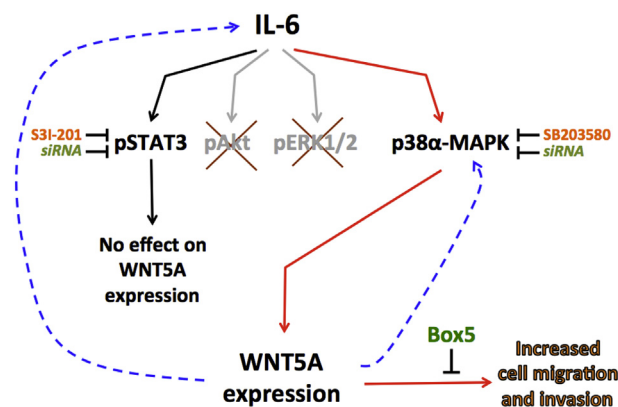 IL-6
S3I-201
siRNA
pSTAT3
pAkt
pERK1/2
p38α-MAPK
SB203580
siRNA
No effect on
WNT5A
expression
WNT5A
expression
Box5
Increased
cell migration
and invasion